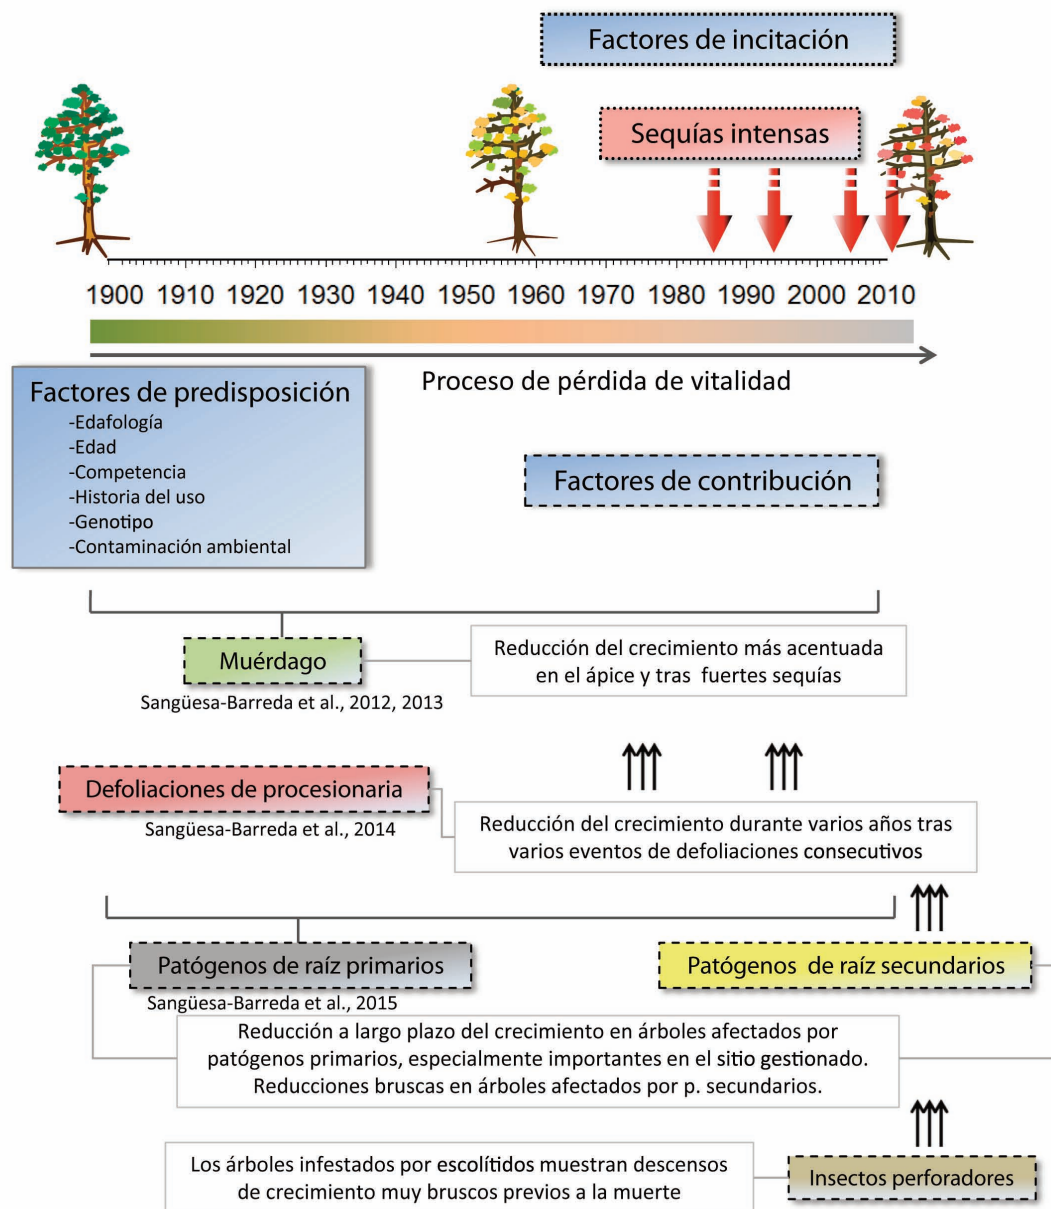 Factores de incitación
Sequías intensas
1900 1910 1920 1930 1940 1950 1960 1970 1980 1990 2000 2010
Proceso de pérdida de vitalidad
Factores de predisposición
-Edafología
-Edad
-Competencia
-Historia del uso
-Genotipo
-Contaminación ambiental
Factores de contribución
Muérdago
Sangüesa-Barreda et al., 2012, 2013
Reducción del crecimiento más acentuada
en el ápice y tras fuertes sequías
Defoliaciones de procesionaria
Sangüesa-Barreda et al., 2014
Reducción del crecimiento durante varios años tras
varios eventos de defoliaciones consecutivos
Patógenos de raíz primarios
Sangüesa-Barreda et al., 2015
Patógenos de raíz secundarios
Reducción a largo plazo del crecimiento en árboles afectados por
patógenos primarios, especialmente importantes en el sitio gestionado.
Reducciones bruscas en árboles afectados por p. secundarios.
Los árboles infestados por escolítidos muestran descensos
de crecimiento muy bruscos previos a la muerte
Insectos perforadores